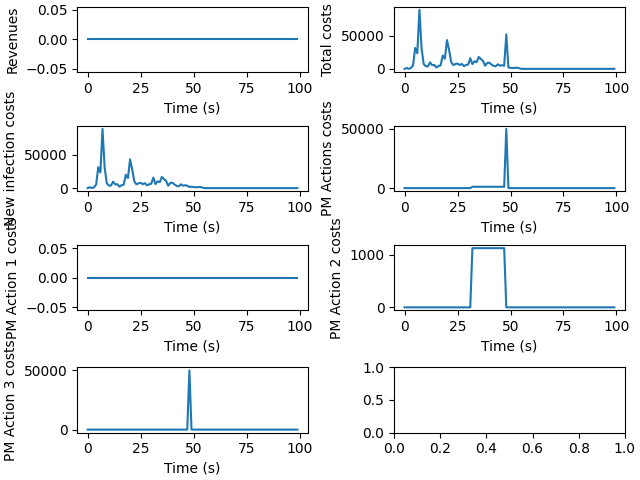 Revenues
0.05
0.00
−0.05
0 25 50 75 100
Time (s)
Total costs
50000
0
0 25 50 75 100
Time (s)
New infection costs
50000
0
0 25 50 75 100
Time (s)
PM Actions costs
50000
0
0 25 50 75 100
Time (s)
PM Action 1 costs
0.05
0.00
−0.05
0 25 50 75 100
Time (s)
PM Action 2 costs
1000
0
0 25 50 75 100
Time (s)
PM Action 3 costs
50000
0
0 25 50 75 100
Time (s)
1.0
0.5
0.0
0.0 0.2 0.4 0.6 0.8 1.0